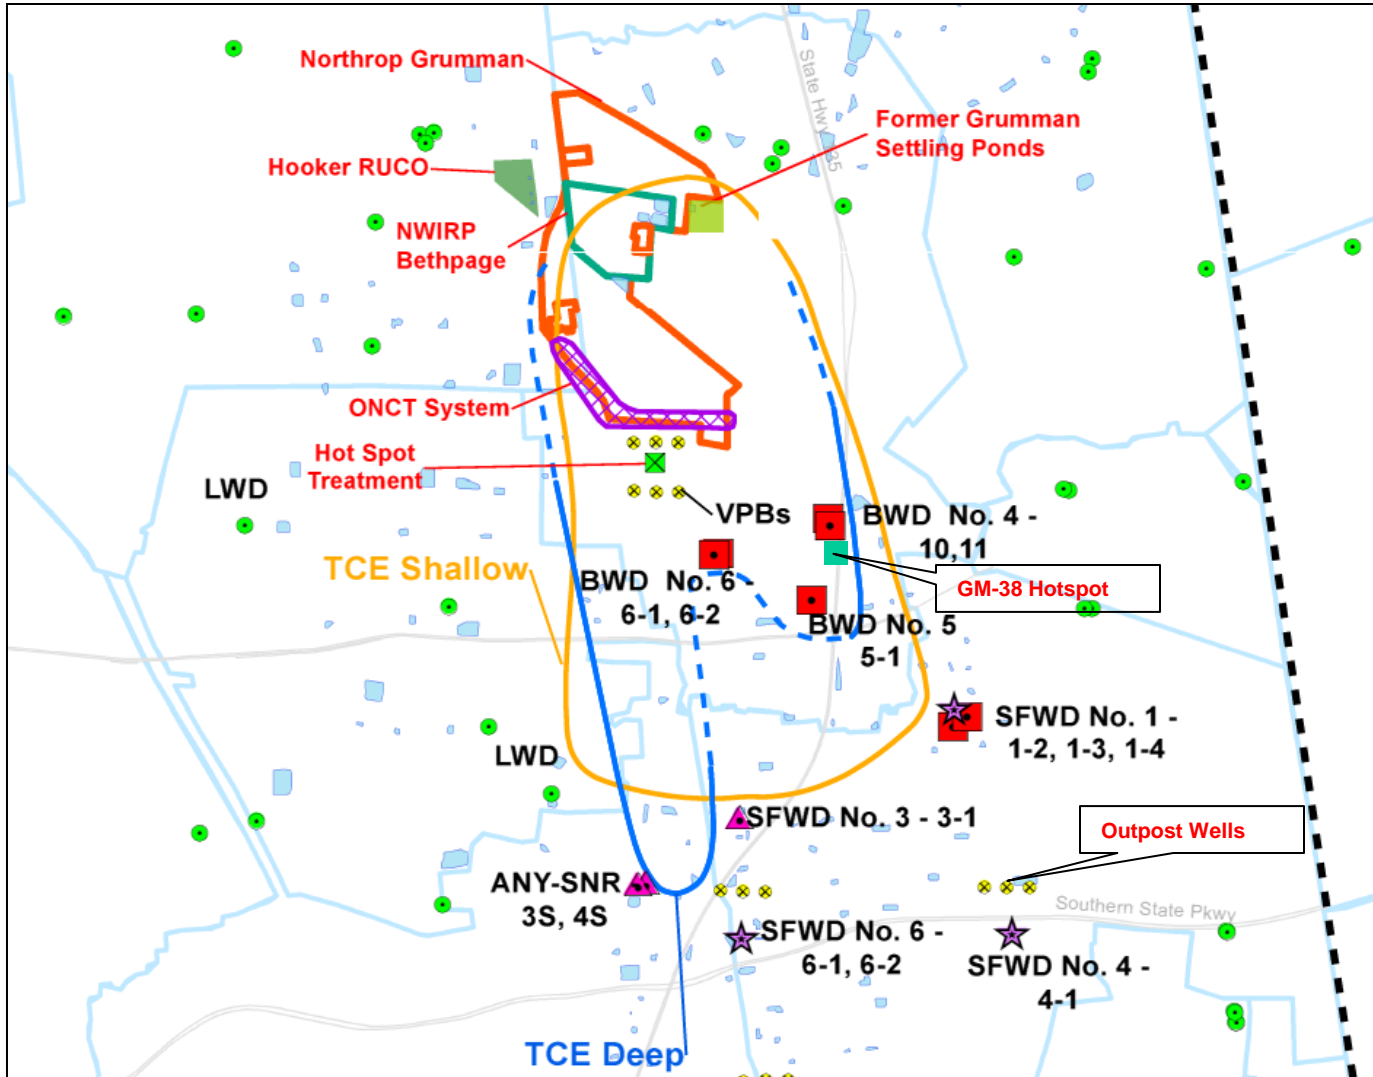 Northrop Grumman
State Hwy 135
Former Grumman
Settling Ponds
Hooker RUCO
NWIRP
Bethpage
ONCT System
Hot Spot
Treatment
LWD
VPBs
BWD No. 4 -
10,11
TCE Shallow
BWD No. 6 -
6-1, 6-2
GM-38 Hotspot
BWD No. 5
5-1
SFWD No. 1 -
1-2, 1-3, 1-4
LWD
SFWD No. 3 - 3-1
Outpost Wells
ANY-SNR
3S, 4S
Southern State Pkwy
SFWD No. 6 -
6-1, 6-2
SFWD No. 4 -
4-1
TCE Deep